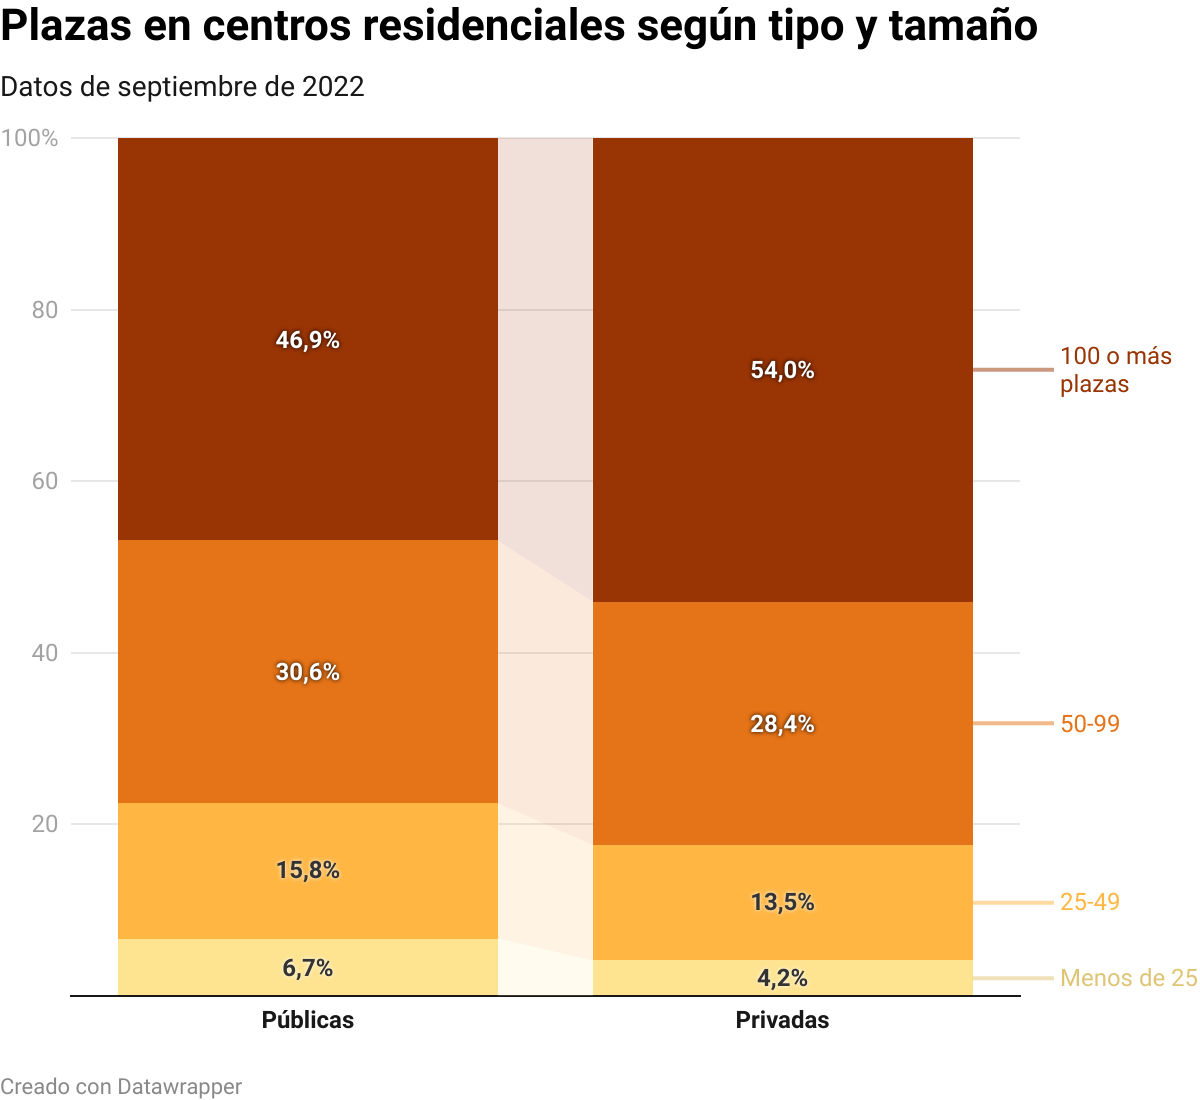 Plazas en centros residenciales según tipo y tamaño
Datos de septiembre de 2022
100%
80
60
40
20
46,9%
30,6%
15,8%
6,7%
54,0%
28,4%
13,5%
4,2%
100 o más
plazas
50-99
25-49
Menos de 25
Públicas
Privadas
Creado con Datawrapper